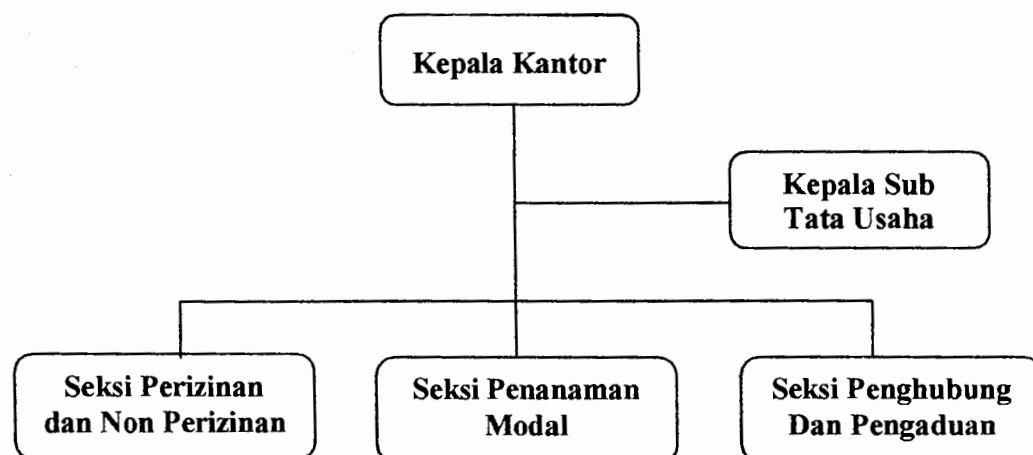 Kepala Kantor
Kepala Sub
Tata Usaha
Seksi Perizinan
dan Non Perizinan
Seksi Penanaman
Modal
Seksi Penghubung
Dan Pengaduan